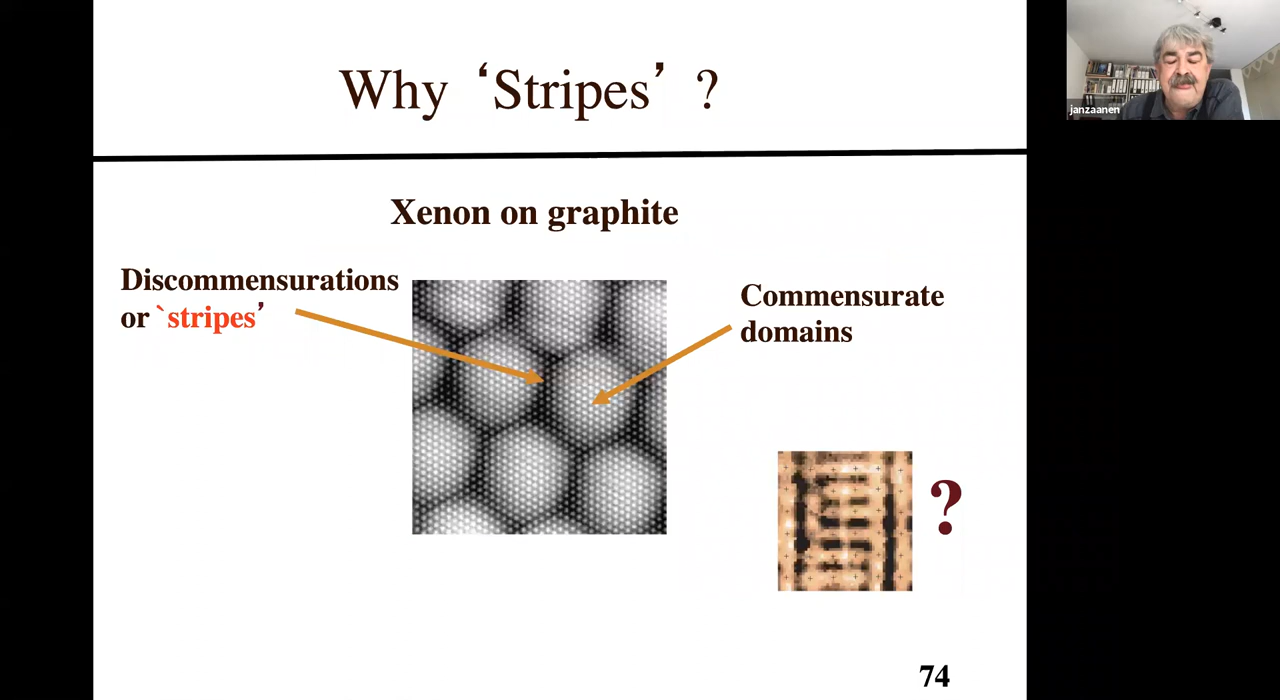 Why ‘Stripes’ ?
janzaanen
Xenon on graphite
Discommensurations
or `stripes’
Commensurate
domains
?
74